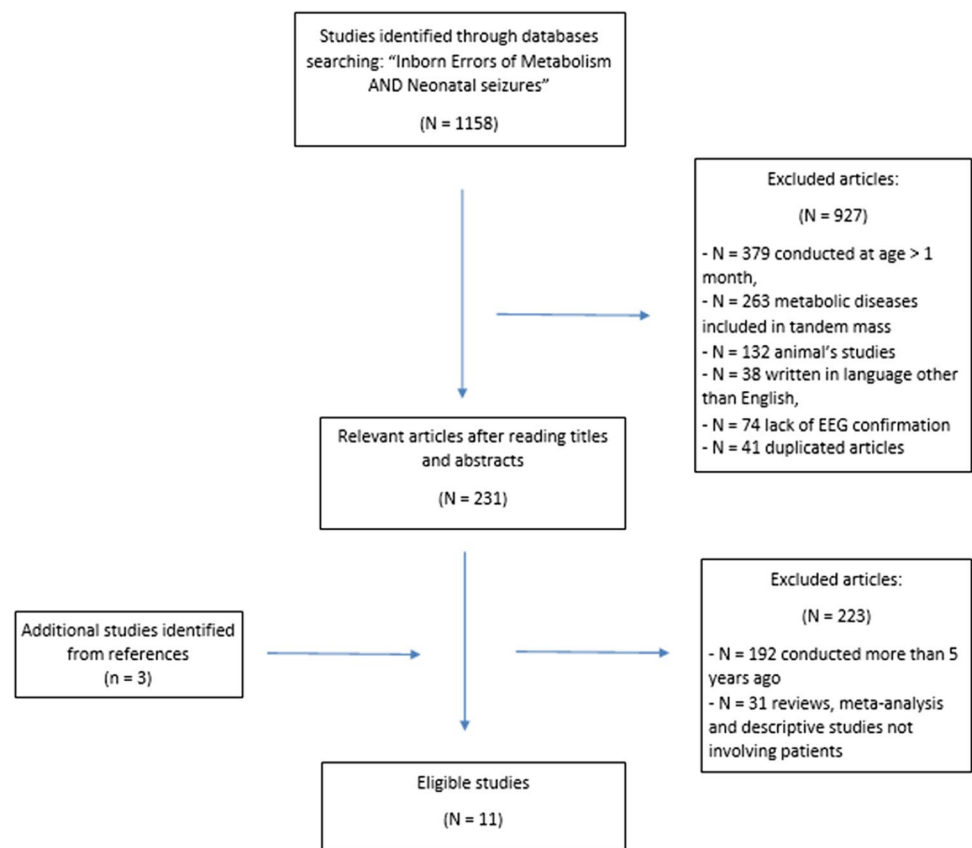 Studies identified through databases
searching: “Inborn Errors of Metabolism
AND Neonatal seizures”
(N = 1158)
Excluded articles:
(N = 927)
- N = 379 conducted at age > 1
month,
- N = 263 metabolic diseases
included in tandem mass
- N = 132 animal’s studies
- N = 38 written in language other
than English,
- N = 74 lack of EEG confirmation
- N = 41 duplicated articles
Relevant articles after reading titles
and abstracts
(N = 231)
Additional studies identified
from references
(n = 3)
Excluded articles:
(N = 223)
- N = 192 conducted more than 5
years ago
- N = 31 reviews, meta-analysis
and descriptive studies not
involving patients
Eligible studies
(N = 11)